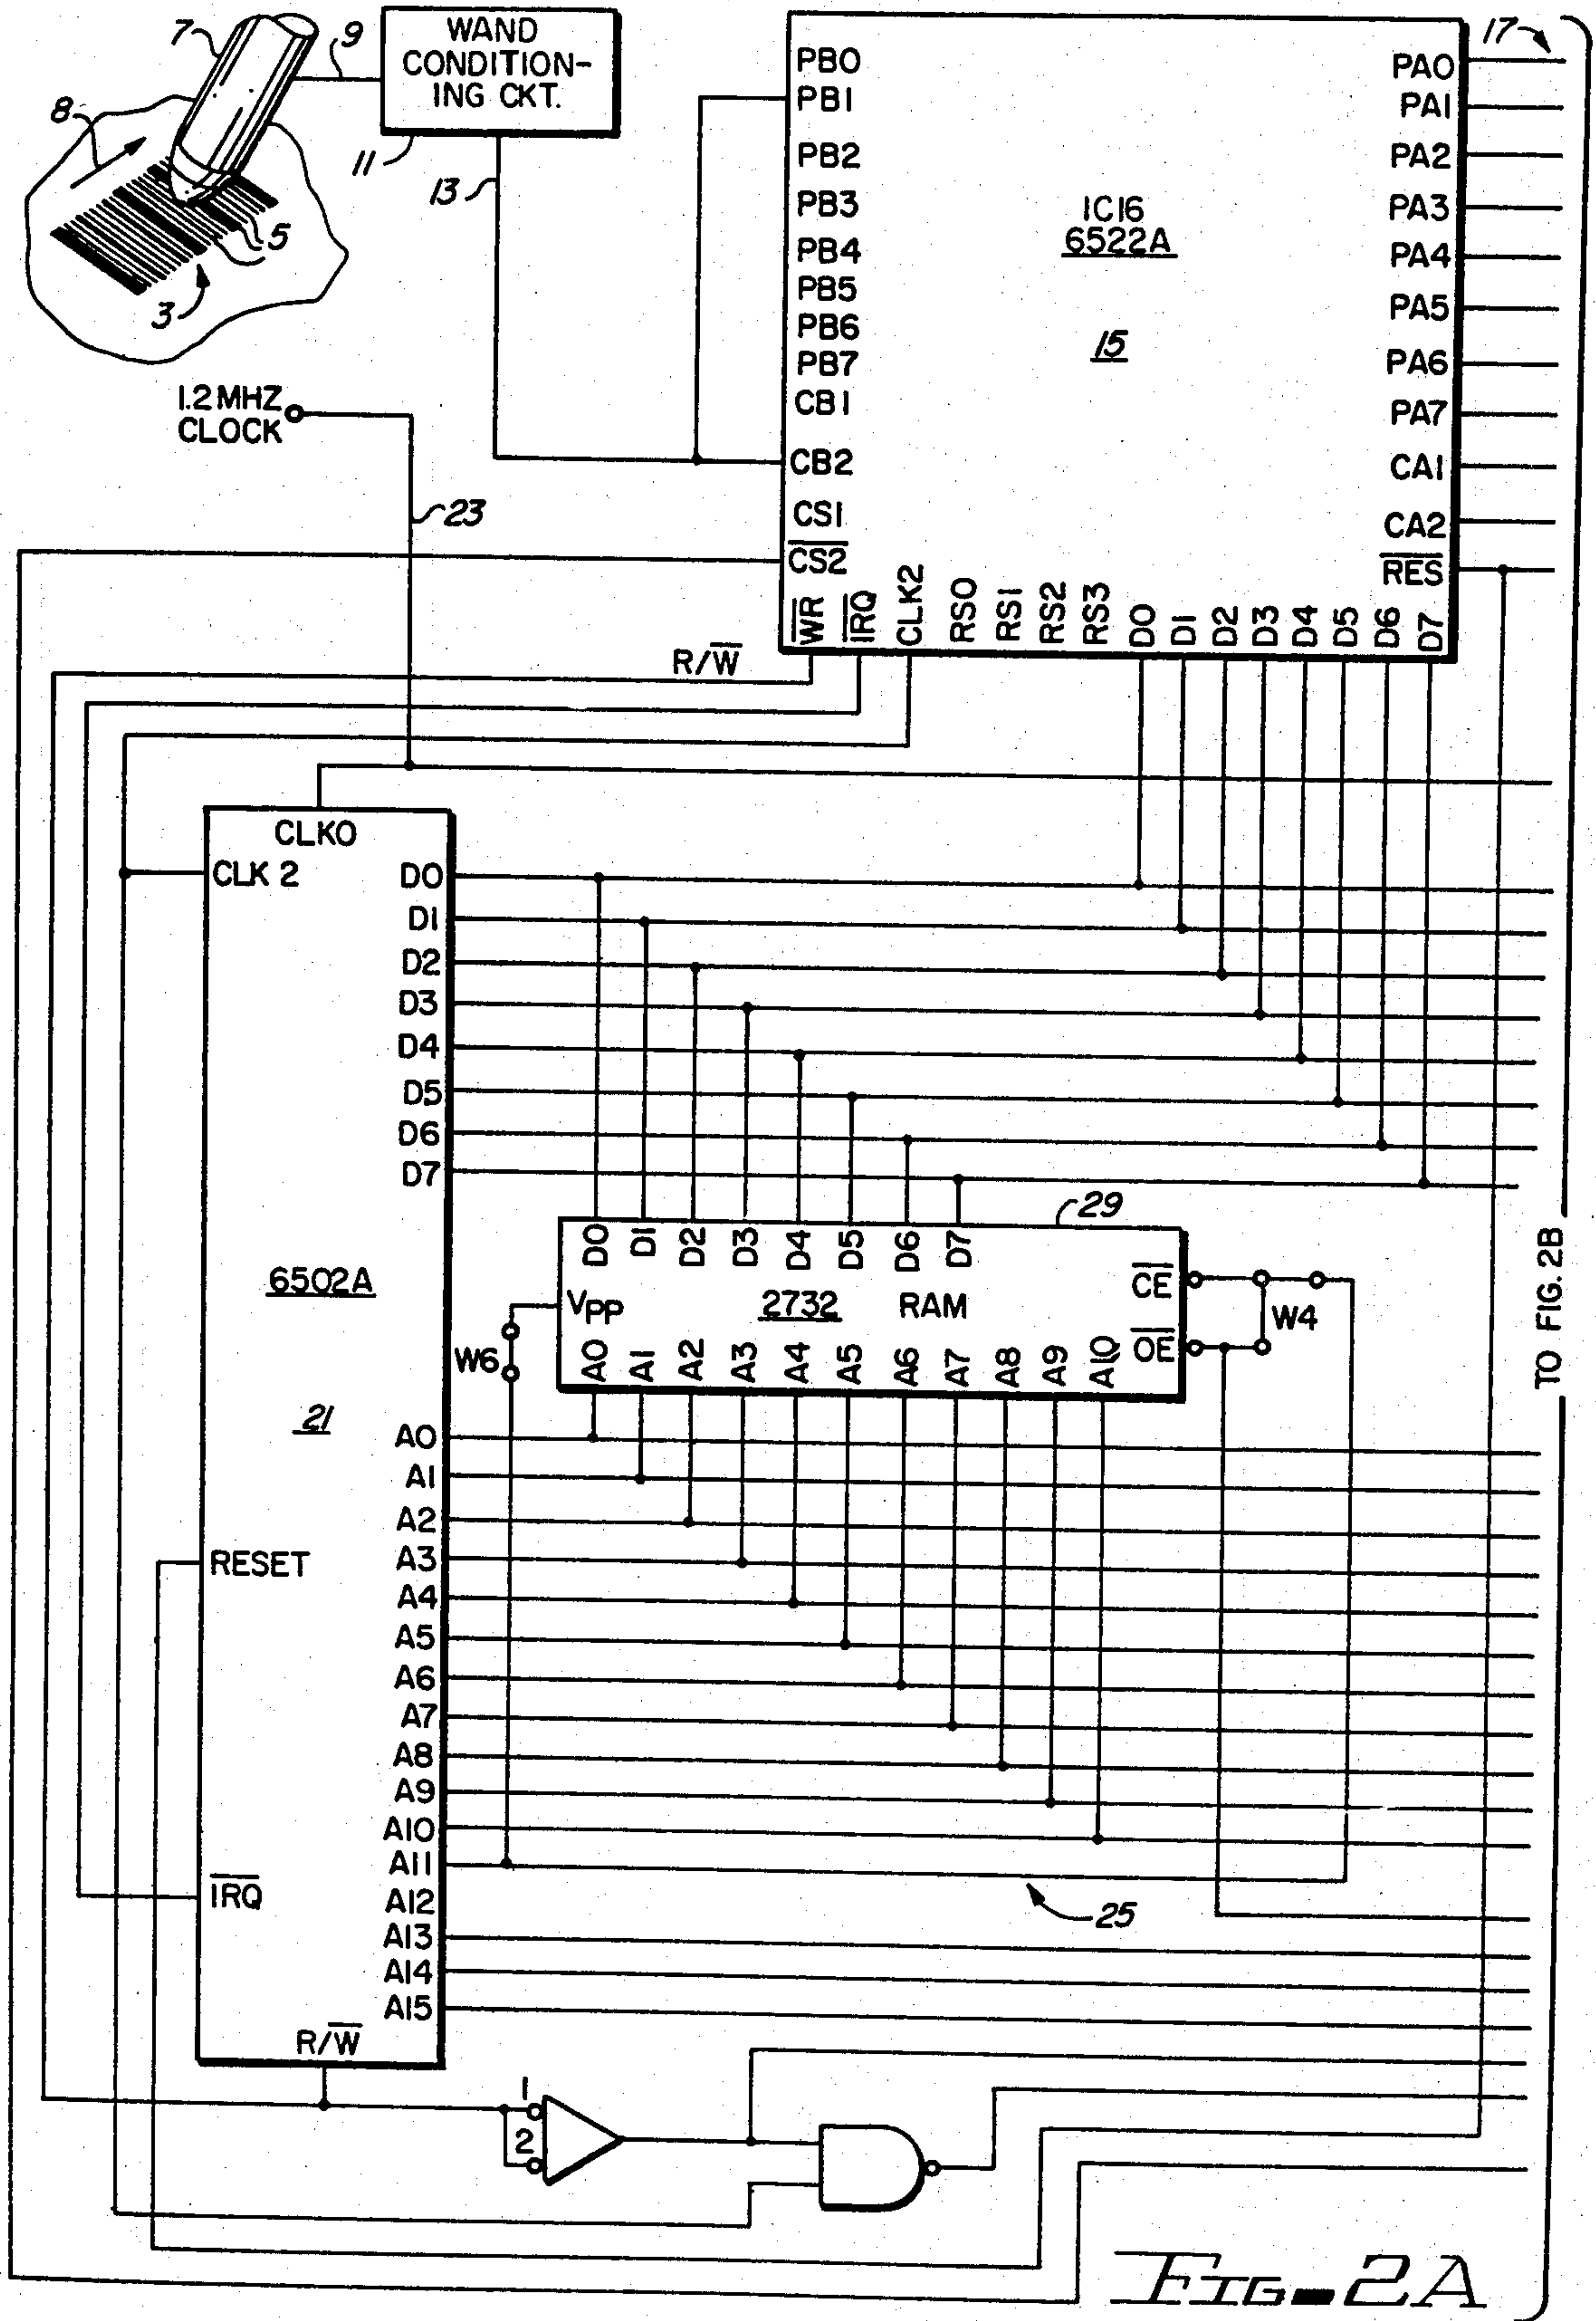 7
9
WAND
CONDITION-
ING CKT.
8
11
13
5
3
1.2 MHZ
CLOCK
23
17
PB0
PB1
PB2
PB3
PB4
PB5
PB6
PB7
CB1
CB2
CS1
CS2
IC16
6522A
15
PA0
PA1
PA2
PA3
PA4
PA5
PA6
PA7
CA1
CA2
RES
WR
IRQ
CLK2
RS0
RS1
RS2
RS3
D0
D1
D2
D3
D4
D5
D6
D7
R/W
CLK0
CLK 2
D0
D1
D2
D3
D4
D5
D6
D7
6502A
21
RESET
IRQ
A0
A1
A2
A3
A4
A5
A6
A7
A8
A9
A10
A11
A12
A13
A14
A15
R/W
29
D0
D1
D2
D3
D4
D5
D6
D7
VPP
2732 RAM
CE
OE
A0
A1
A2
A3
A4
A5
A6
A7
A8
A9
A10
W6
W4
25
1
2
TO FIG. 2B
FIG-2A